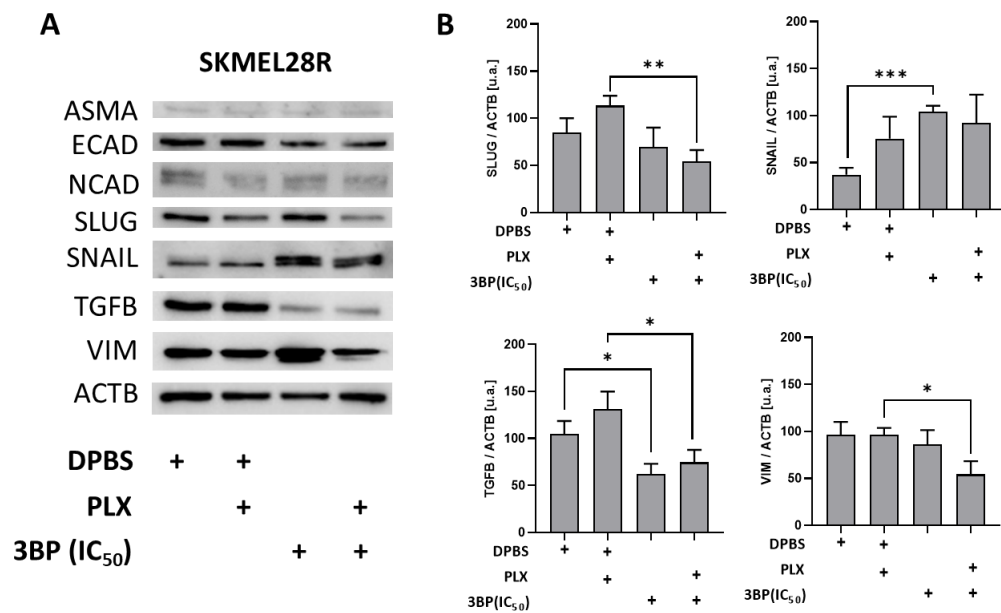 A
SKMEL28R
ASMA
ECAD
NCAD
SLUG
SNAIL
TGFB
VIM
ACTB
DPBS + +
PLX + +
3BP (IC₅₀) + +
B
SLUG / ACTB [u.a.]
200
150
100
50
0
**
DPBS + +
PLX + +
3BP(IC₅₀) + +
SNAIL / ACTB [u.a.]
200
150
100
50
0
***
DPBS + +
PLX + +
3BP(IC₅₀) + +
TGFB / ACTB [u.a.]
200
150
100
50
0
*
*
DPBS + +
PLX + +
3BP(IC₅₀) + +
VIM / ACTB [u.a.]
200
150
100
50
0
*
DPBS + +
PLX + +
3BP(IC₅₀) + +